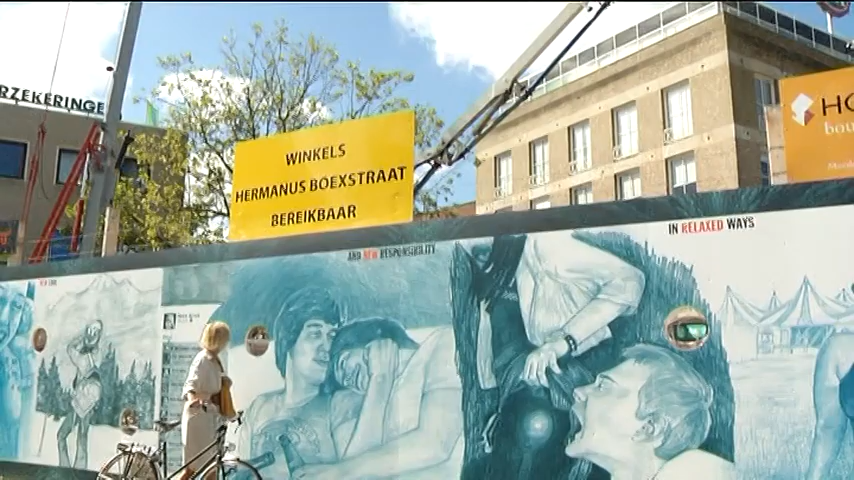 RZEKERINGE
WINKELS
HERMANUS BOEXSTRAAT
BEREIKBAAR
HO
bou
AND NEW RESPONSIBILITY
IN RELAXED WAYS